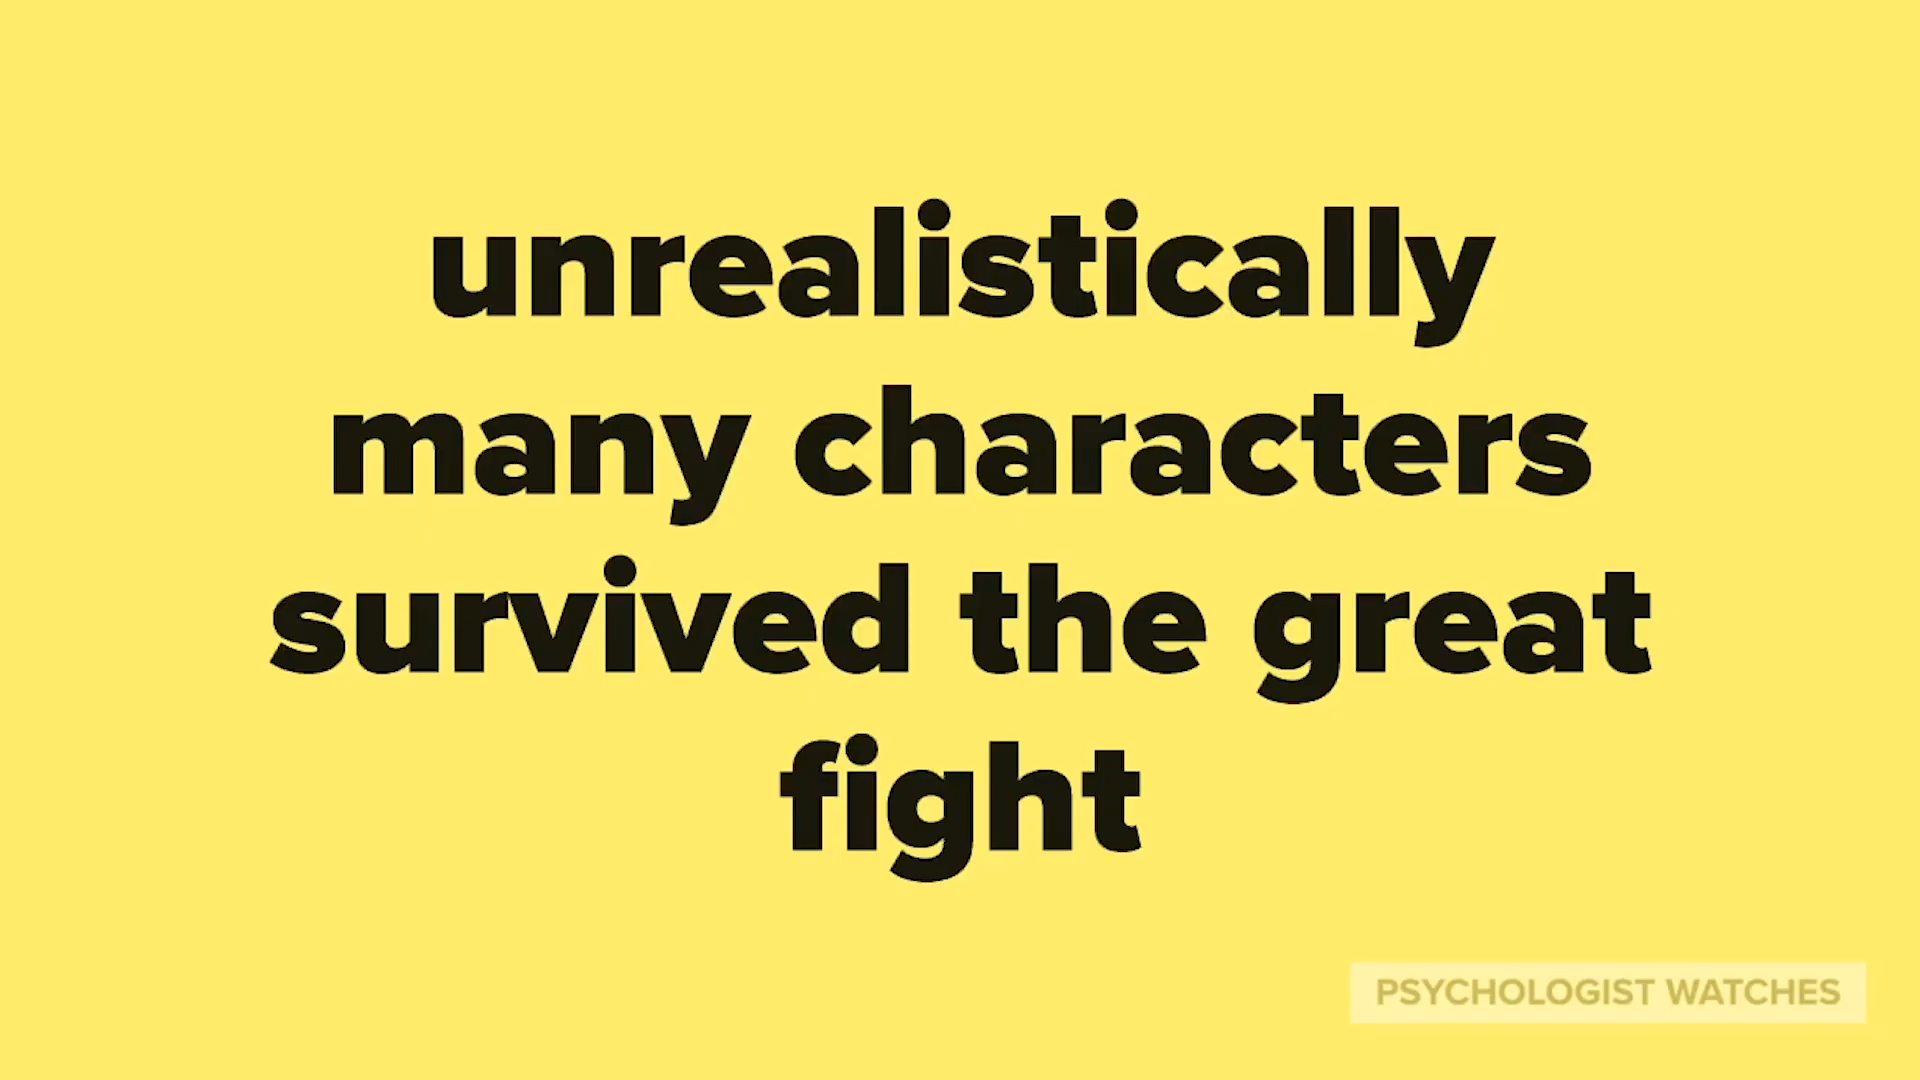 unrealistically
many characters
survived the great
fight
PSYCHOLOGIST WATCHES